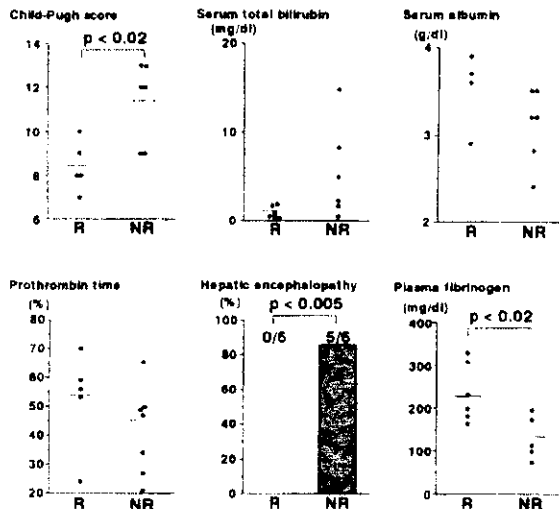 Child-Pugh score
14
12
10
8
6
p < 0.02
R NR
Serum total bilirubin
(mg/dl)
20
10
0
R NR
Serum albumin
(g/dl)
4
3
2
R NR
Prothrombin time
(%)
80
70
60
50
40
30
20
R NR
Hepatic encephalopathy
(%)
100
80
60
40
20
0
p < 0.005
0/6 5/6
R NR
Plasma fibrinogen
(mg/dl)
400
300
200
100
0
p < 0.02
R NR